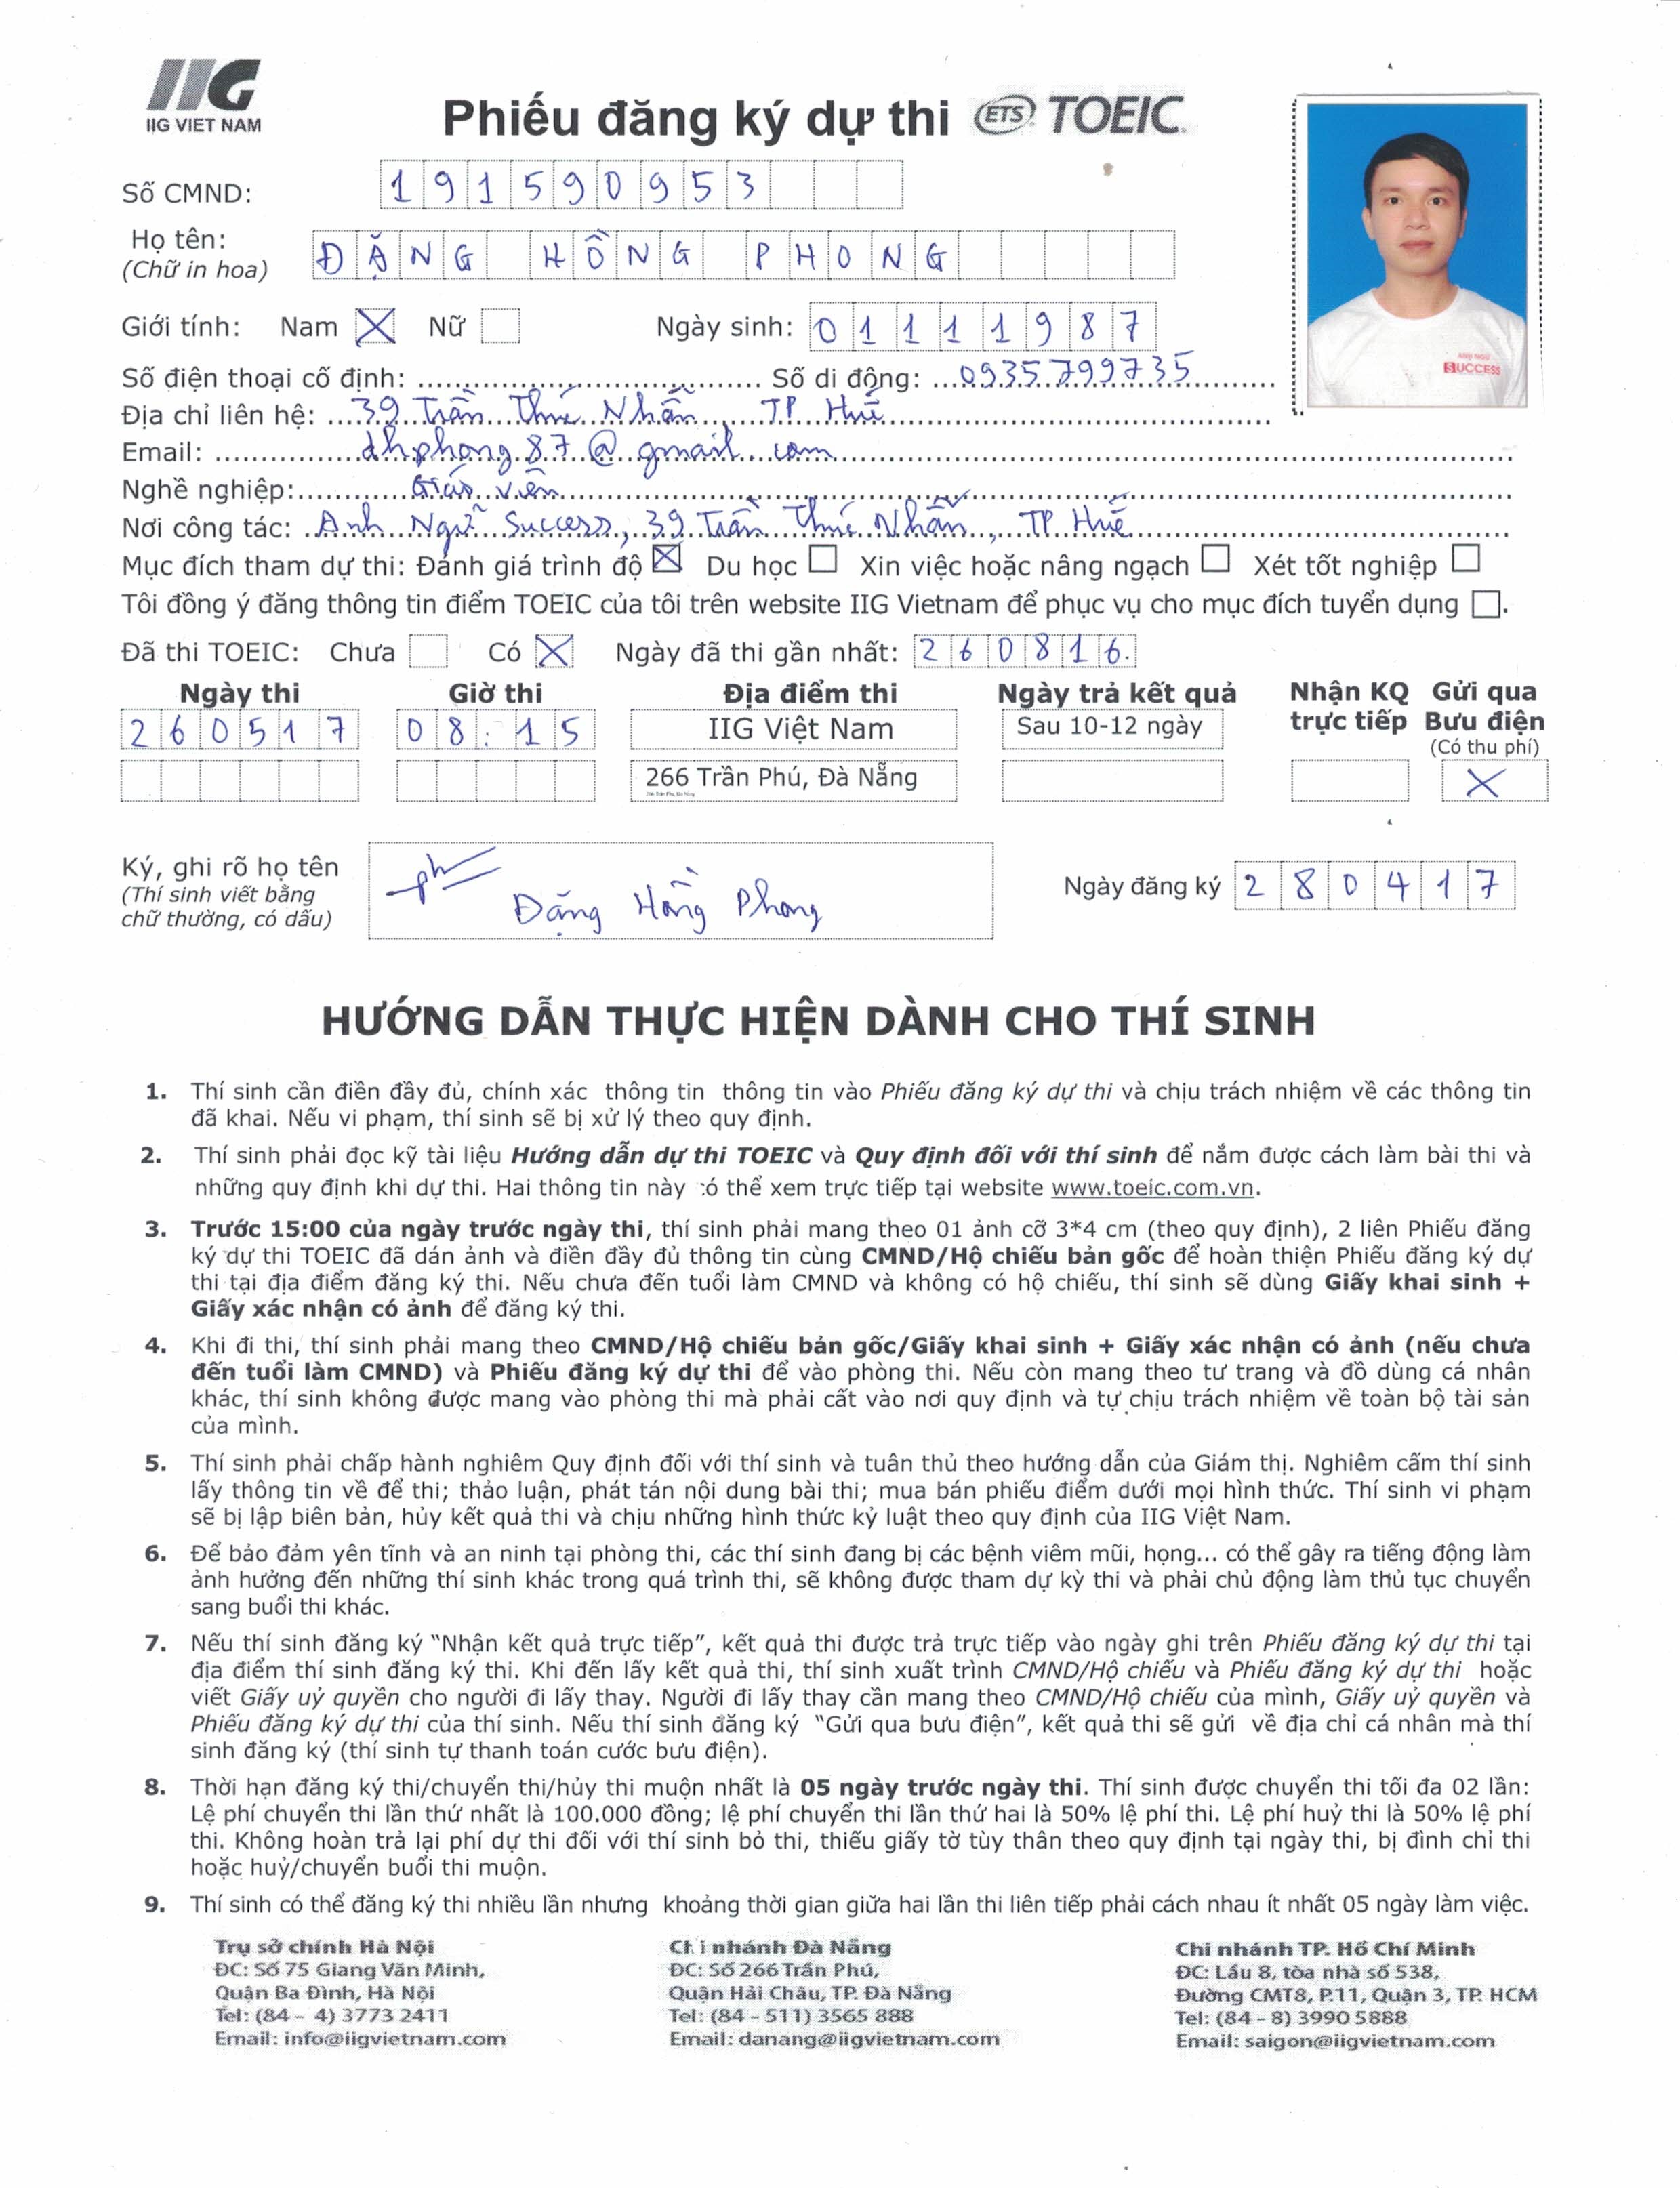 IIG
IIG VIET NAM
Phiếu đăng ký dự thi ETS TOEIC
Số CMND: 191590953
Họ tên: ĐẶNG HỒNG PHONG
(Chữ in hoa)
Giới tính: Nam X Nữ Ngày sinh: 01111987
Số điện thoại cố định: Số di động: 0935799735
Địa chỉ liên hệ: 39 Trần Thúc Nhẫn TP Huế
Email: dhphong87@gmail.com
Nghề nghiệp: Giáo viên
Nơi công tác: Anh Ngữ Success, 39 Trần Thúc Nhẫn, TP Huế
Mục đích tham dự thi: Đánh giá trình độ X Du học Xin việc hoặc nâng ngạch Xét tốt nghiệp
Tôi đồng ý đăng thông tin điểm TOEIC của tôi trên website IIG Vietnam để phục vụ cho mục đích tuyển dụng .
Đã thi TOEIC: Chưa Có X Ngày đã thi gần nhất: 260816.
Ngày thi Giờ thi Địa điểm thi Ngày trả kết quả Nhận KQ trực tiếp Gửi qua Bưu điện
(Có thu phí)
260517 08:15 IIG Việt Nam Sau 10-12 ngày
266 Trần Phú, Đà Nẵng X
266 Trần Phú, Đà Nẵng
ANH NGỮ
SUCCESS
Ký, ghi rõ họ tên
(Thí sinh viết bằng
chữ thường, có dấu)
Đặng Hồng Phong
Ngày đăng ký 280417
HƯỚNG DẪN THỰC HIỆN DÀNH CHO THÍ SINH
1. Thí sinh cần điền đầy đủ, chính xác thông tin thông tin vào Phiếu đăng ký dự thi và chịu trách nhiệm về các thông tin
đã khai. Nếu vi phạm, thí sinh sẽ bị xử lý theo quy định.
2. Thí sinh phải đọc kỹ tài liệu Hướng dẫn dự thi TOEIC và Quy định đối với thí sinh để nắm được cách làm bài thi và
những quy định khi dự thi. Hai thông tin này có thể xem trực tiếp tại website www.toeic.com.vn.
3. Trước 15:00 của ngày trước ngày thi, thí sinh phải mang theo 01 ảnh cỡ 3*4 cm (theo quy định), 2 liên Phiếu đăng
ký dự thi TOEIC đã dán ảnh và điền đầy đủ thông tin cùng CMND/Hộ chiếu bản gốc để hoàn thiện Phiếu đăng ký dự
thi tại địa điểm đăng ký thi. Nếu chưa đến tuổi làm CMND và không có hộ chiếu, thí sinh sẽ dùng Giấy khai sinh +
Giấy xác nhận có ảnh để đăng ký thi.
4. Khi đi thi, thí sinh phải mang theo CMND/Hộ chiếu bản gốc/Giấy khai sinh + Giấy xác nhận có ảnh (nếu chưa
đến tuổi làm CMND) và Phiếu đăng ký dự thi để vào phòng thi. Nếu còn mang theo tư trang và đồ dùng cá nhân
khác, thí sinh không được mang vào phòng thi mà phải cất vào nơi quy định và tự chịu trách nhiệm về toàn bộ tài sản
của mình.
5. Thí sinh phải chấp hành nghiêm Quy định đối với thí sinh và tuân thủ theo hướng dẫn của Giám thị. Nghiêm cấm thí sinh
lấy thông tin về để thi; thảo luận, phát tán nội dung bài thi; mua bán phiếu điểm dưới mọi hình thức. Thí sinh vi phạm
sẽ bị lập biên bản, hủy kết quả thi và chịu những hình thức kỷ luật theo quy định của IIG Việt Nam.
6. Để bảo đảm yên tĩnh và an ninh tại phòng thi, các thí sinh đang bị các bệnh viêm mũi, họng... có thể gây ra tiếng động làm
ảnh hưởng đến những thí sinh khác trong quá trình thi, sẽ không được tham dự kỳ thi và phải chủ động làm thủ tục chuyển
sang buổi thi khác.
7. Nếu thí sinh đăng ký “Nhận kết quả trực tiếp”, kết quả thi được trả trực tiếp vào ngày ghi trên Phiếu đăng ký dự thi tại
địa điểm thí sinh đăng ký thi. Khi đến lấy kết quả thi, thí sinh xuất trình CMND/Hộ chiếu và Phiếu đăng ký dự thi hoặc
viết Giấy uỷ quyền cho người đi lấy thay. Người đi lấy thay cần mang theo CMND/Hộ chiếu của mình, Giấy uỷ quyền và
Phiếu đăng ký dự thi của thí sinh. Nếu thí sinh đăng ký “Gửi qua bưu điện”, kết quả thi sẽ gửi về địa chỉ cá nhân mà thí
sinh đăng ký (thí sinh tự thanh toán cước bưu điện).
8. Thời hạn đăng ký thi/chuyển thi/hủy thi muộn nhất là 05 ngày trước ngày thi. Thí sinh được chuyển thi tối đa 02 lần:
Lệ phí chuyển thi lần thứ nhất là 100.000 đồng; lệ phí chuyển thi lần thứ hai là 50% lệ phí thi. Lệ phí huỷ thi là 50% lệ phí
thi. Không hoàn trả lại phí dự thi đối với thí sinh bỏ thi, thiếu giấy tờ tùy thân theo quy định tại ngày thi, bị đình chỉ thi
hoặc huỷ/chuyển buổi thi muộn.
9. Thí sinh có thể đăng ký thi nhiều lần nhưng khoảng thời gian giữa hai lần thi liên tiếp phải cách nhau ít nhất 05 ngày làm việc.
Trụ sở chính Hà Nội
ĐC: Số 75 Giang Văn Minh,
Quận Ba Đình, Hà Nội
Tel: (84 - 4) 3773 2411
Email: info@iigvietnam.com
Chi nhánh Đà Nẵng
ĐC: Số 266 Trần Phú,
Quận Hải Châu, TP. Đà Nẵng
Tel: (84 - 511) 3565 888
Email: danang@iigvietnam.com
Chi nhánh TP. Hồ Chí Minh
ĐC: Lầu 8, tòa nhà số 538,
Đường CMT8, P.11, Quận 3, TP. HCM
Tel: (84 - 8) 3990 5888
Email: saigon@iigvietnam.com